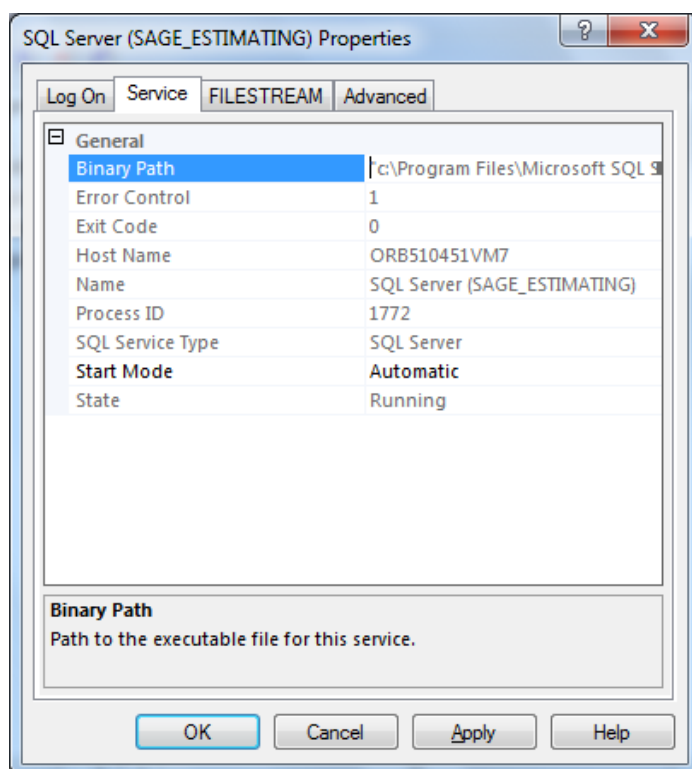 SQL Server (SAGE_ESTIMATING) Properties
Log On Service FILESTREAM Advanced
General
Binary Path "c:\Program Files\Microsoft SQL S
Error Control 1
Exit Code 0
Host Name ORB510451VM7
Name SQL Server (SAGE_ESTIMATING)
Process ID 1772
SQL Service Type SQL Server
Start Mode Automatic
State Running
Binary Path
Path to the executable file for this service.
OK Cancel Apply Help